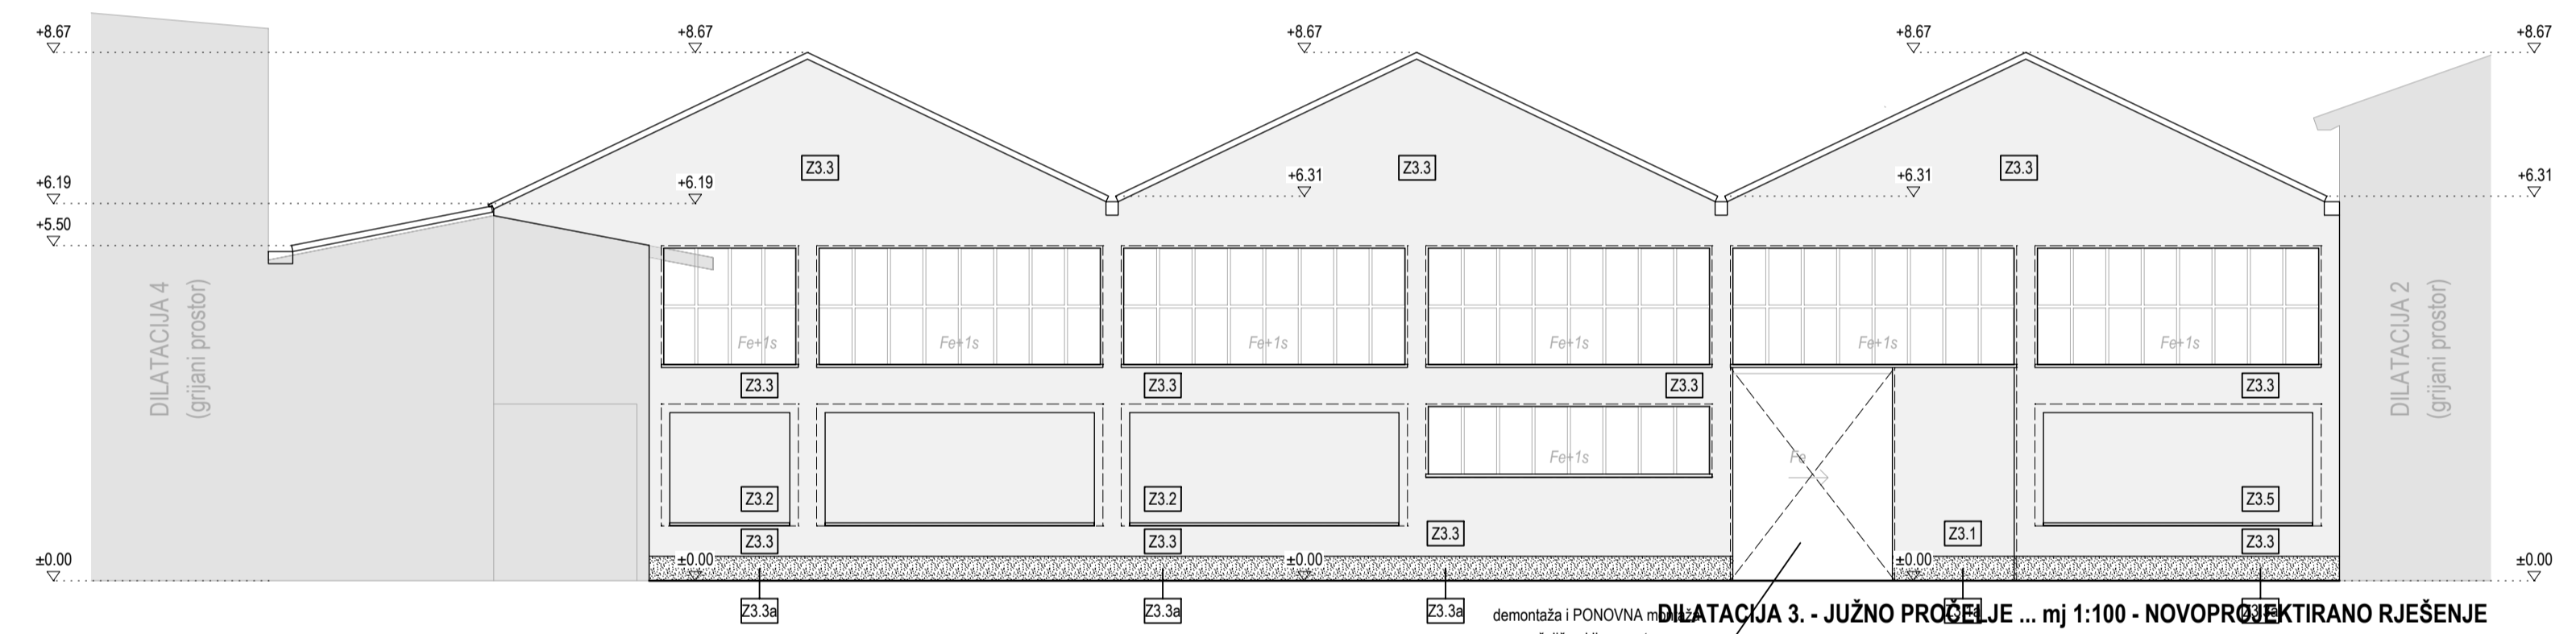 +8.67
+8.67
+8.67
+8.67
Z3.3
Z3.3
Z3.3
+6.19
+6.19
+6.31
+6.31
+6.31
+5.50
DILATACIJA 4
(grijani prostor)
DILATACIJA 2
(grijani prostor)
Fe+1s
Fe+1s
Fe+1s
Fe+1s
Fe+1s
Fe+1s
Z3.3
Z3.3
Z3.3
Z3.3
Fe+1s
Fe
Z3.2
Z3.2
Z3.5
Z3.3
Z3.3
Z3.3
Z3.1
Z3.3
±0.00
±0.00
±0.00
±0.00
±0.00
Z3.3a
Z3.3a
Z3.3a
demontaža i PONOVNA montaža
DILATACIJA 3. - JUŽNO PROČELJE ... mj 1:100 - NOVOPROJEKTIRANO RJEŠENJE